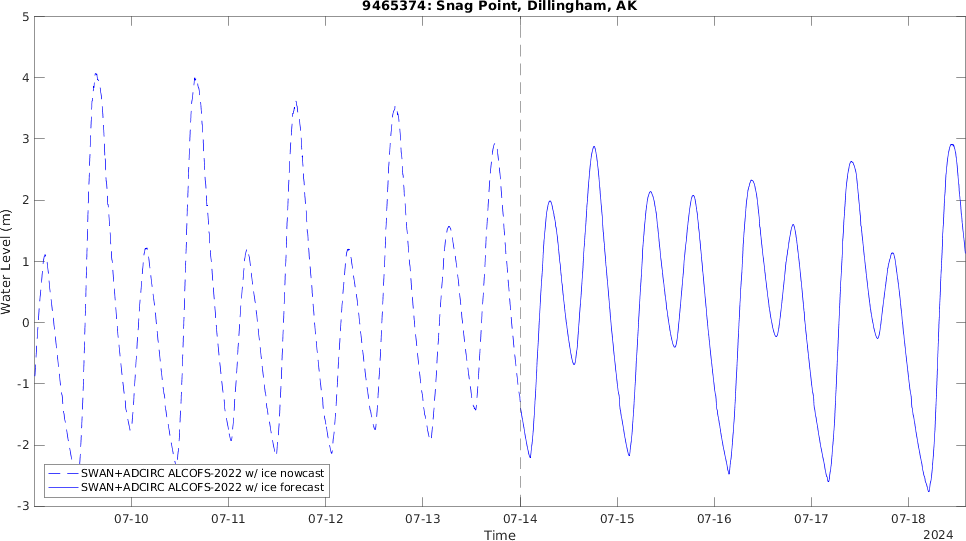 9465374: Snag Point, Dillingham, AK
5
4
3
2
1
0
-1
-2
-3
Water Level (m)
SWAN+ADCIRC ALCOFS-2022 w/ ice nowcast
SWAN+ADCIRC ALCOFS-2022 w/ ice forecast
07-10 07-11 07-12 07-13 07-14 07-15 07-16 07-17 07-18
Time
2024